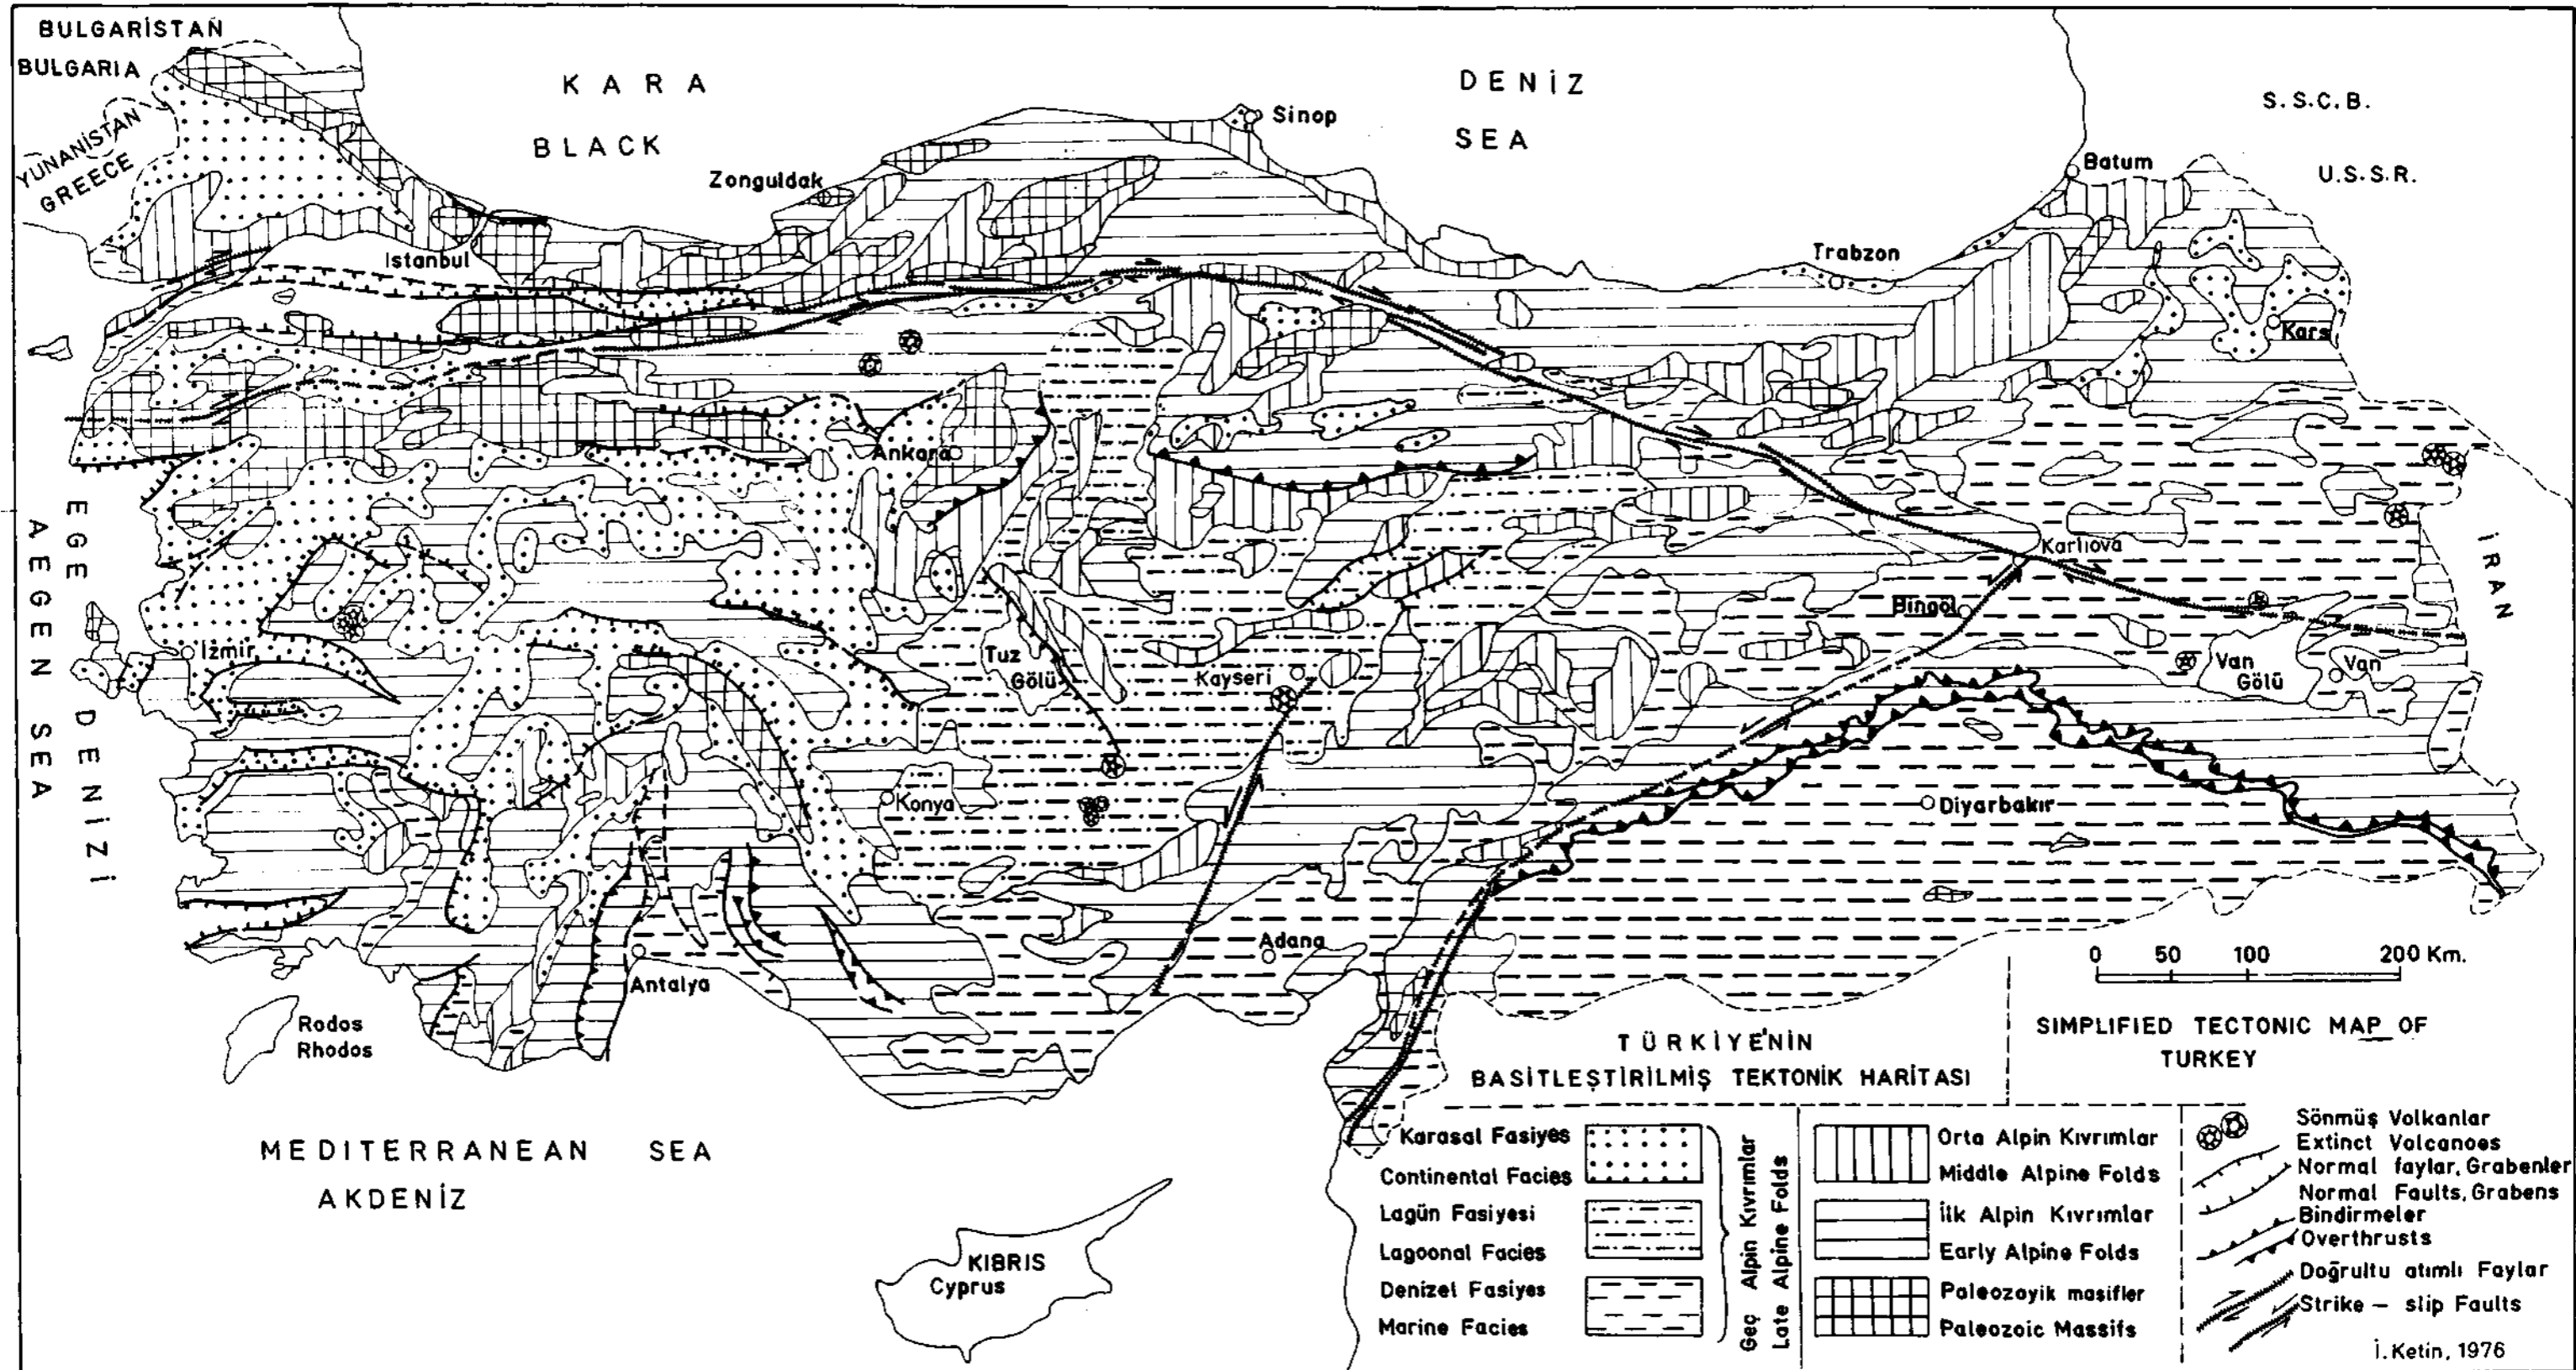 BULGARİSTAN
BULGARIA
YUNANİSTAN
GREECE
KARA
BLACK
DENİZ
SEA
S.S.C.B.
U.S.S.R.
Sinop
Batum
Zonguldak
Istanbul
Trabzon
Kars
Ankara
EGE DENİZİ
AEGEN SEA
Karlıova
İRAN
Bingöl
İzmir
Tuz
Gölü
Kayseri
Van
Gölü
Van
Konya
Diyarbakır
Adana
Antalya
Rodos
Rhodos
0 50 100 200 Km.
TÜRKİYE'NİN
BASİTLEŞTİRİLMİŞ TEKTONİK HARİTASI
SIMPLIFIED TECTONIC MAP OF
TURKEY
MEDITERRANEAN SEA
AKDENİZ
KIBRIS
Cyprus
Karasal Fasiyes
Continental Facies
Lagün Fasiyesi
Lagoonal Facies
Denizel Fasiyes
Marine Facies
Geç Alpin Kıvrımlar
Late Alpine Folds
Orta Alpin Kıvrımlar
Middle Alpine Folds
İlk Alpin Kıvrımlar
Early Alpine Folds
Paleozoyik masifler
Paleozoic Massifs
Sönmüş Volkanlar
Extinct Volcanoes
Normal faylar, Grabenler
Normal Faults, Grabens
Bindirmeler
Overthrusts
Doğrultu atımlı Faylar
Strike - slip Faults
İ. Ketin, 1976